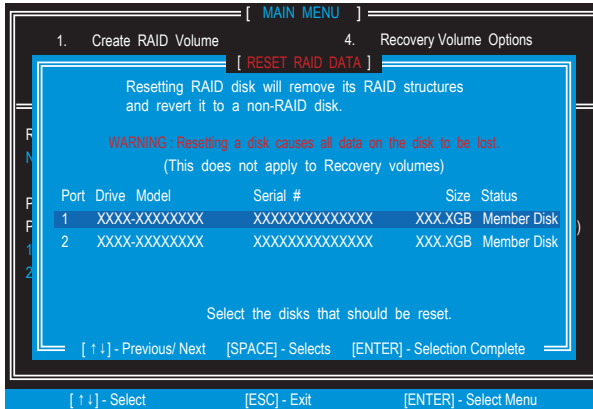 [ MAIN MENU ]
1. Create RAID Volume 4. Recovery Volume Options
[ RESET RAID DATA ]
Resetting RAID disk will remove its RAID structures
and revert it to a non-RAID disk.
WARNING : Resetting a disk causes all data on the disk to be lost.
(This does not apply to Recovery volumes)
Port Drive Model Serial # Size Status
1 XXXX-XXXXXXXX XXXXXXXXXXXXXX XXX.XGB Member Disk
2 XXXX-XXXXXXXX XXXXXXXXXXXXXX XXX.XGB Member Disk
Select the disks that should be reset.
[ ↑↓] - Previous/ Next [SPACE] - Selects [ENTER] - Selection Complete
[ ↑↓] - Select [ESC] - Exit [ENTER] - Select Menu